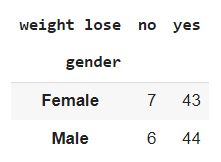 weight lose no yes
gender
Female 7 43
Male 6 44